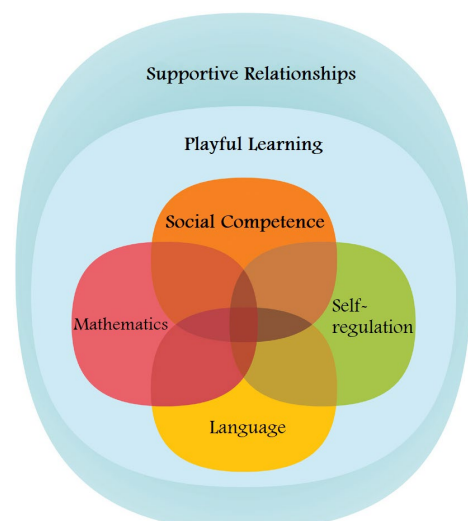 Supportive Relationships
Playful Learning
Social Competence
Mathematics
Self-
regulation
Language